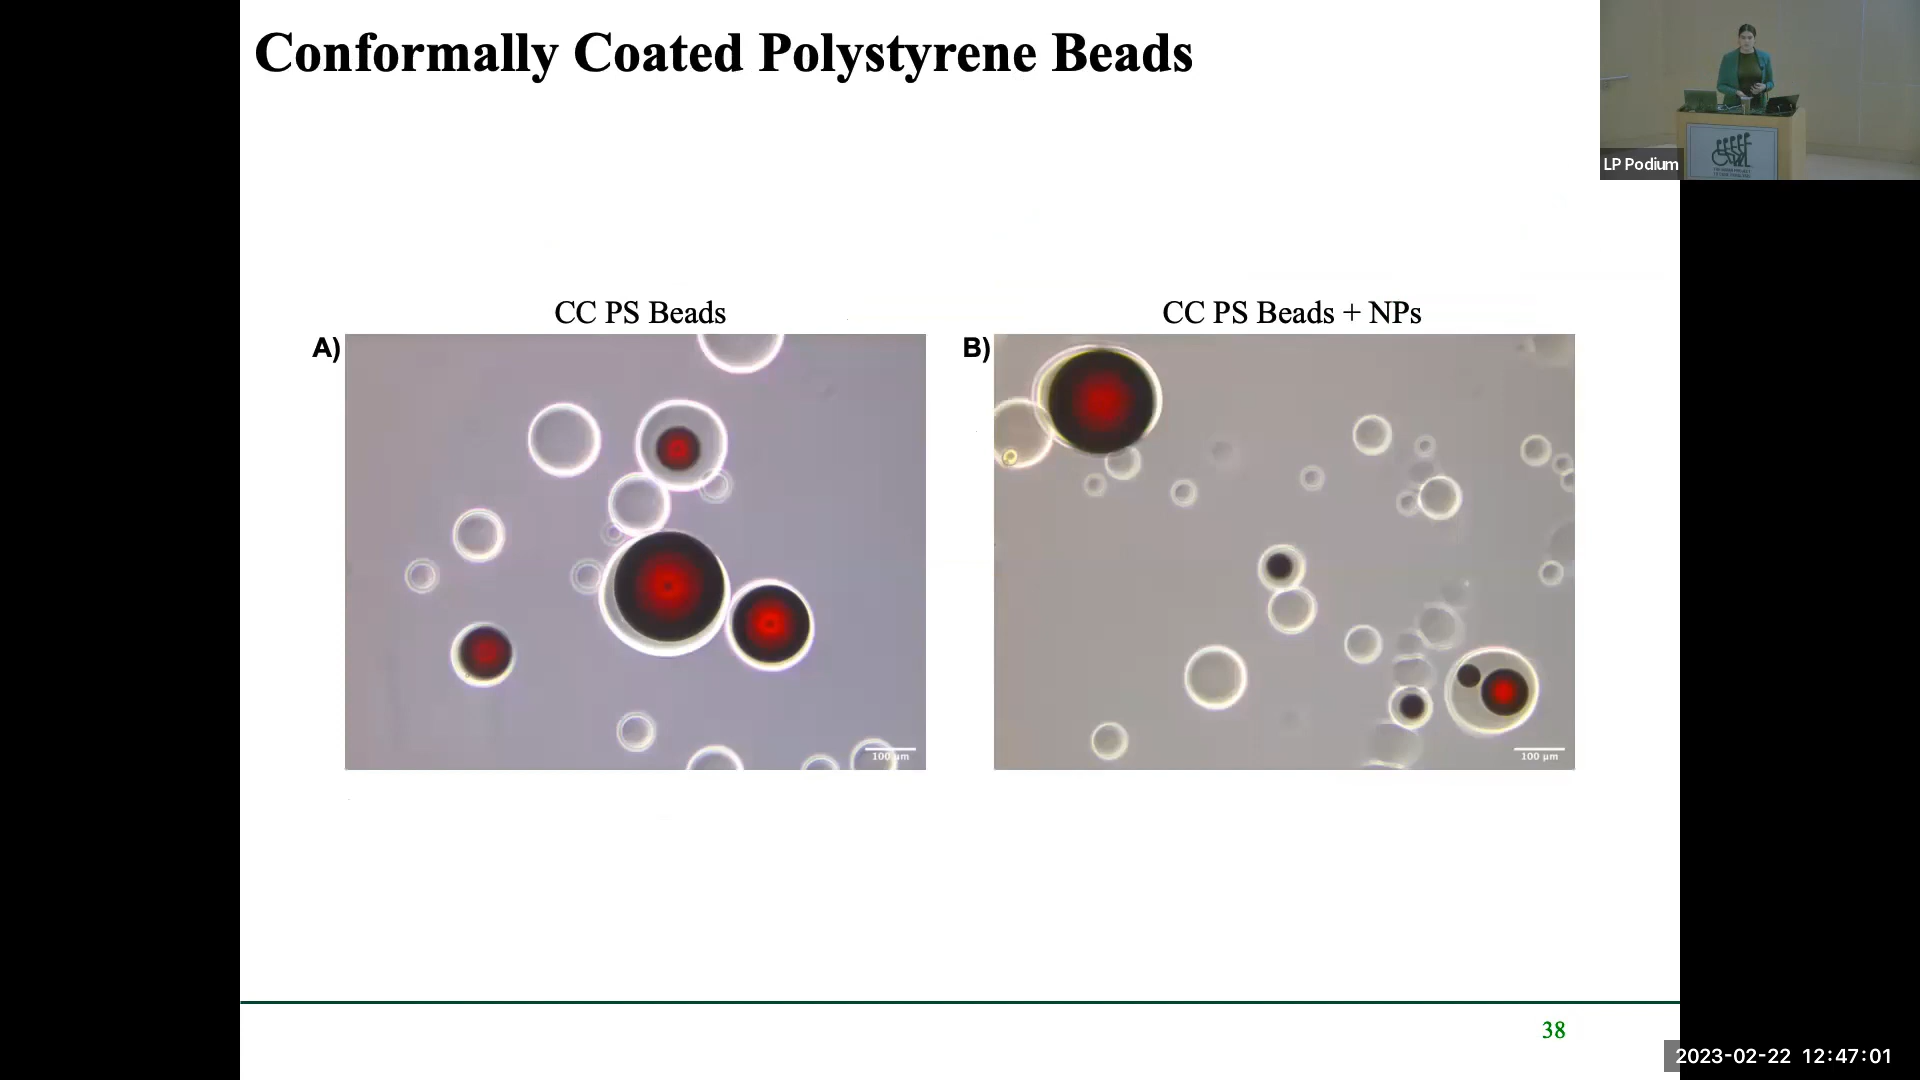 Conformally Coated Polystyrene Beads
LP Podium
CC PS Beads
CC PS Beads + NPs
A)
B)
100 µm
100 µm
38
2023-02-22 12:47:01